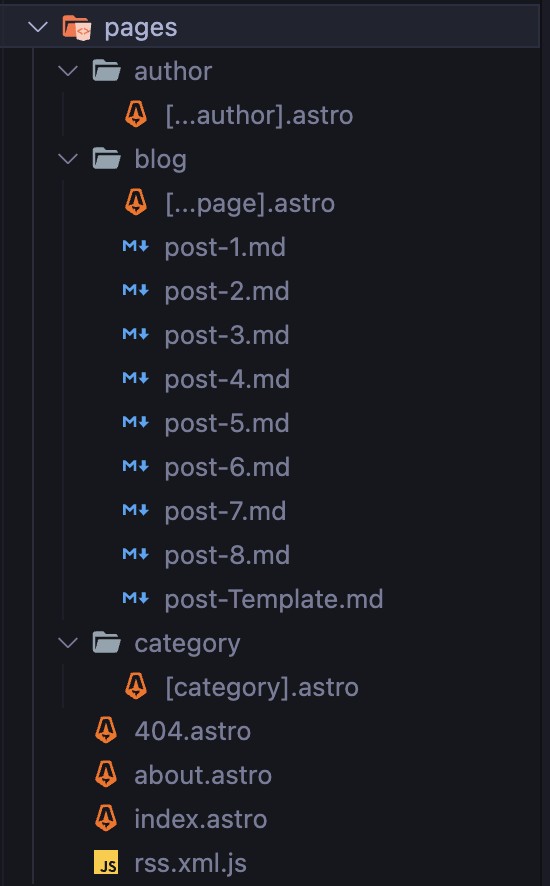 pages
author
[...author].astro
blog
[...page].astro
post-1.md
post-2.md
post-3.md
post-4.md
post-5.md
post-6.md
post-7.md
post-8.md
post-Template.md
category
[category].astro
404.astro
about.astro
index.astro
JS rss.xml.js